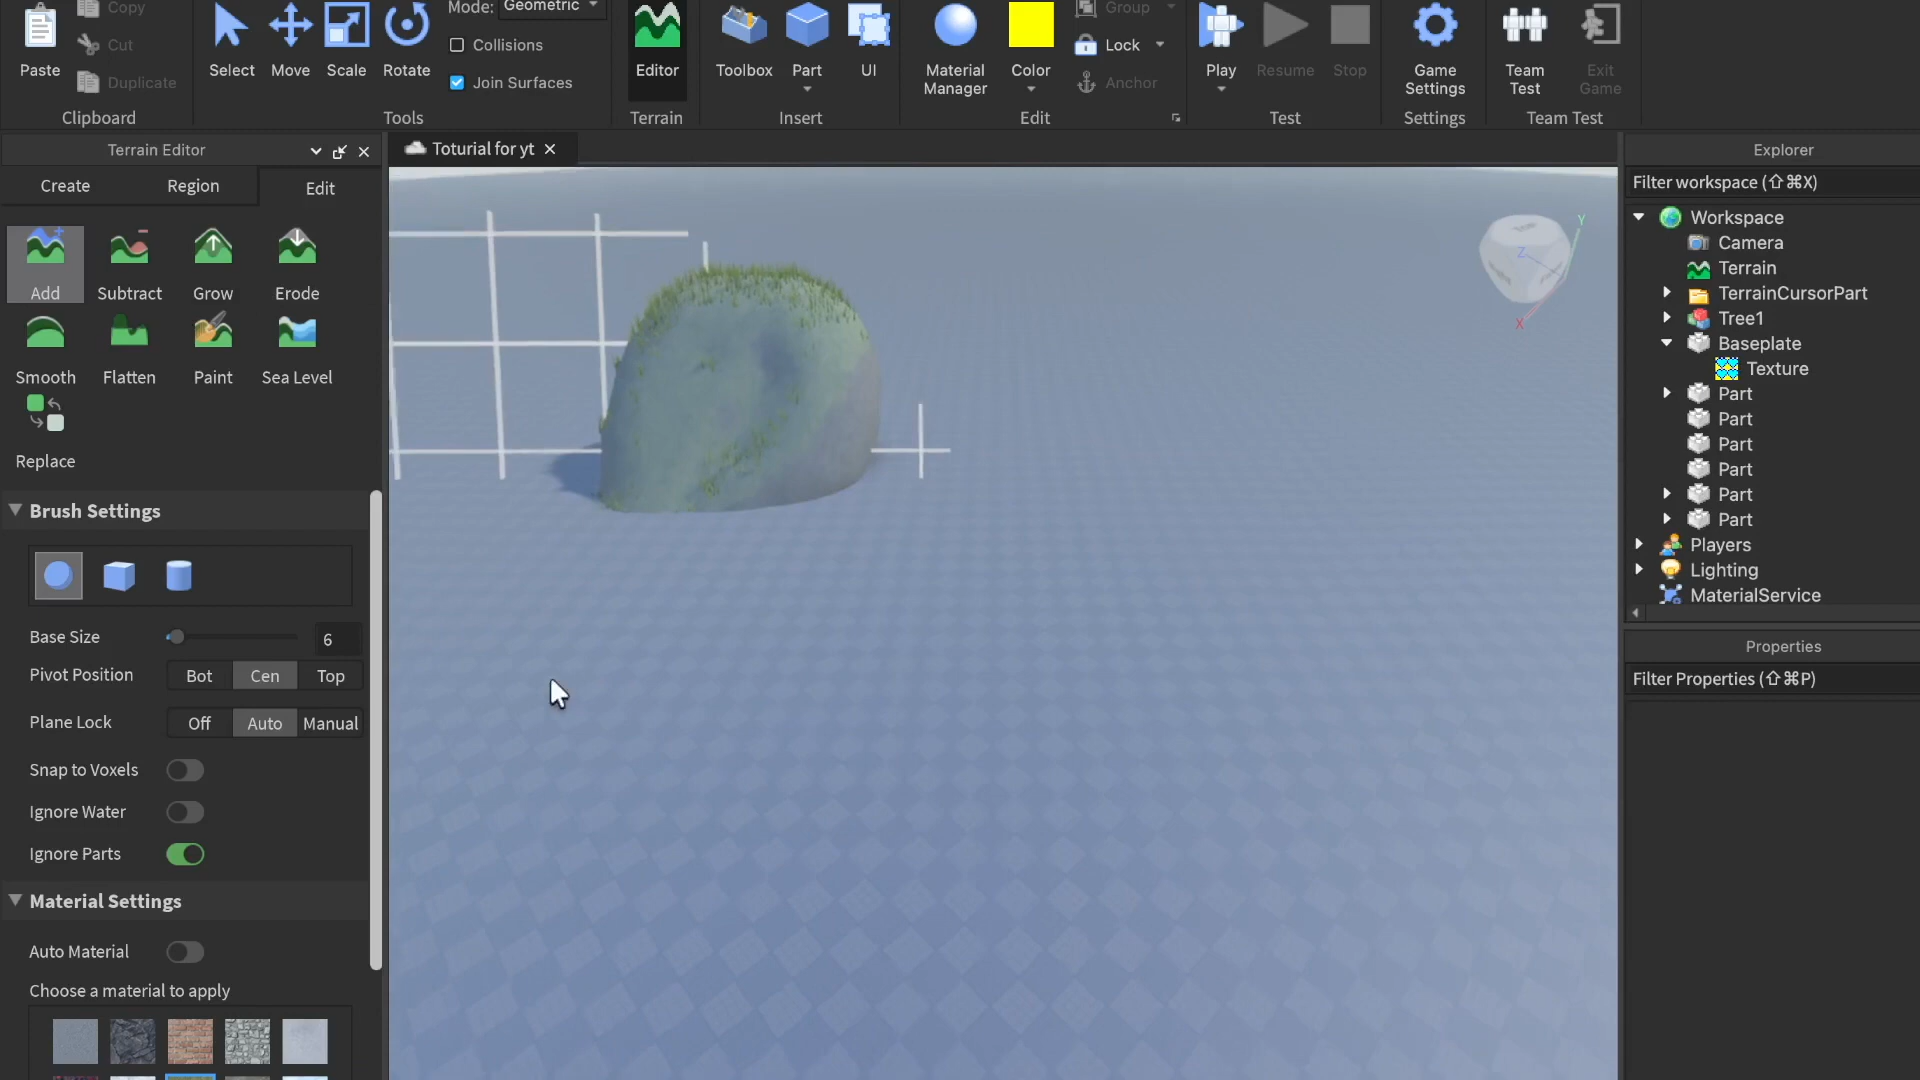 Copy
Mode: Geometric
Group
Cut
Collisions
Lock
Paste
Select
Move
Scale
Rotate
Editor
Toolbox
Part
UI
Material
Manager
Color
Play
Resume
Stop
Game
Settings
Team
Test
Exit
Game
Duplicate
Join Surfaces
Anchor
Clipboard
Tools
Terrain
Insert
Edit
Test
Settings
Team Test
Terrain Editor
Toturial for yt
Explorer
Create
Region
Edit
Filter workspace (⇧⌘X)
Workspace
Camera
Terrain
TerrainCursorPart
Tree1
Baseplate
Texture
Part
Part
Part
Part
Part
Part
Players
Lighting
MaterialService
Add
Subtract
Grow
Erode
Smooth
Flatten
Paint
Sea Level
Replace
Y
Z
X
Brush Settings
Base Size
6
Pivot Position
Bot
Cen
Top
Plane Lock
Off
Auto
Manual
Snap to Voxels
Ignore Water
Ignore Parts
Material Settings
Auto Material
Choose a material to apply
Properties
Filter Properties (⇧⌘P)